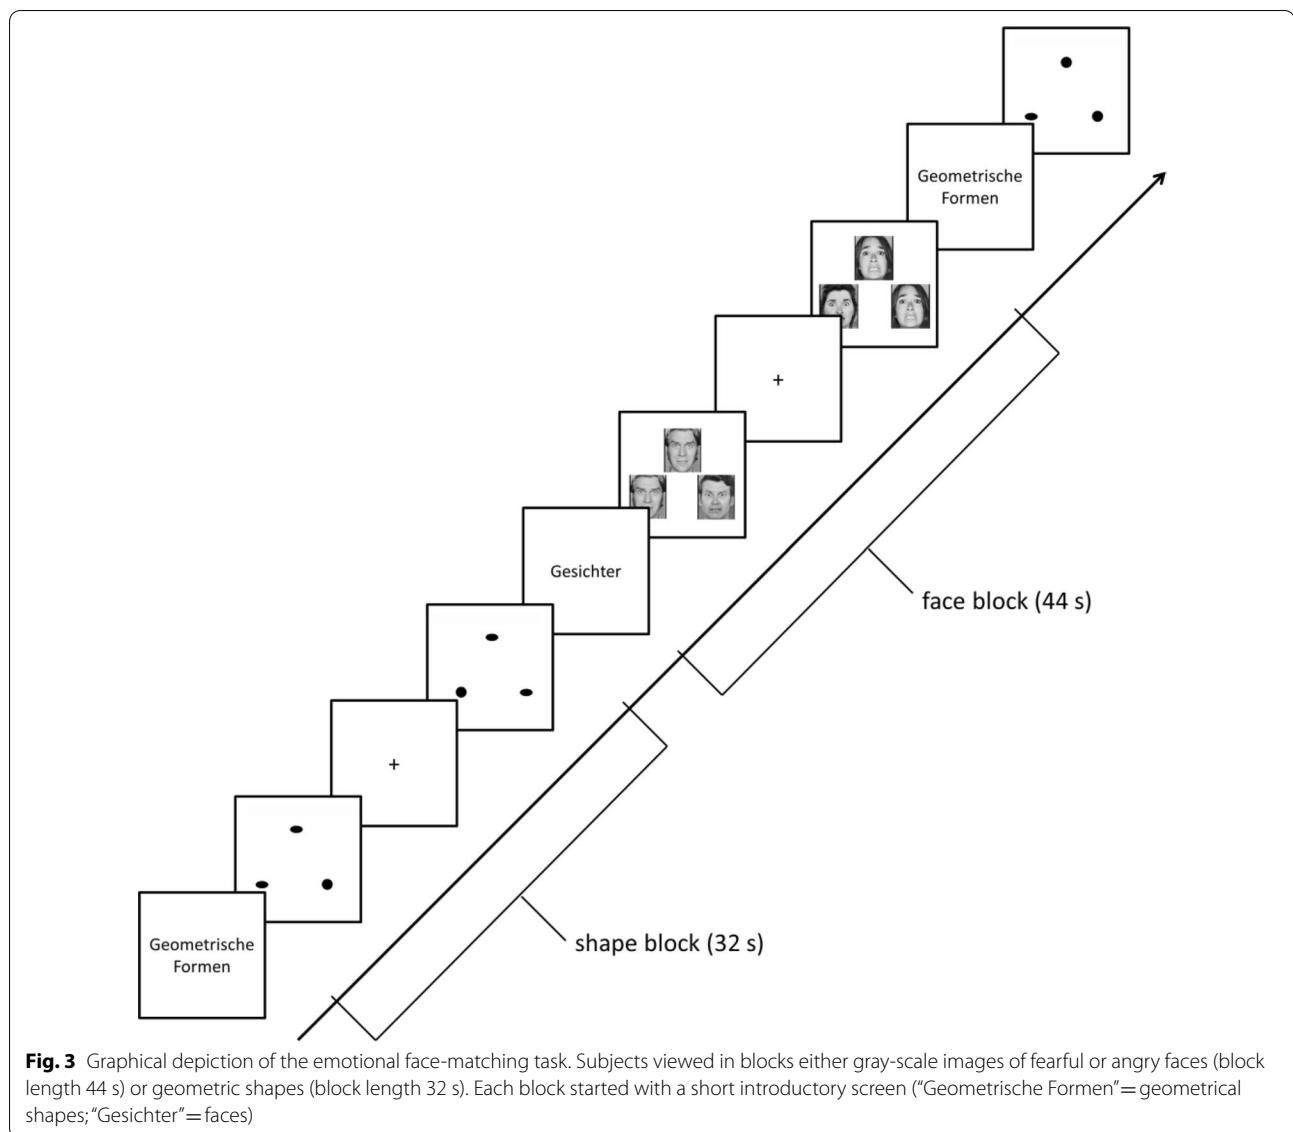 Geometrische
Formen
+
Gesichter
+
Geometrische
Formen
face block (44 s)
shape block (32 s)
Fig. 3 Graphical depiction of the emotional face-matching task. Subjects viewed in blocks either gray-scale images of fearful or angry faces (block
length 44 s) or geometric shapes (block length 32 s). Each block started with a short introductory screen (“Geometrische Formen” = geometrical
shapes; “Gesichter” = faces)